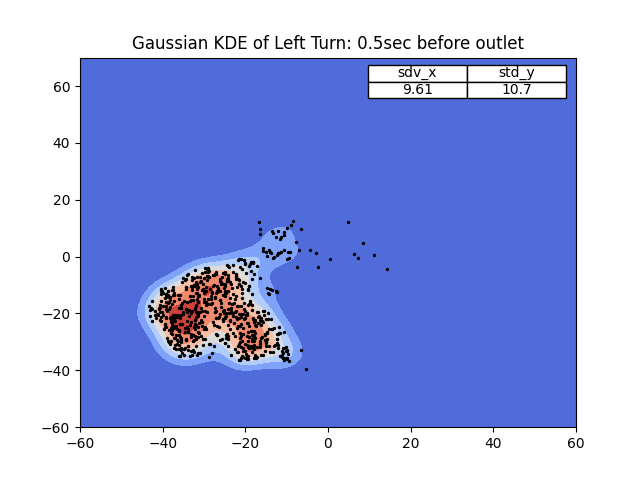 Gaussian KDE of Left Turn: 0.5sec before outlet
sdv_x std_y
9.61 10.7
60
40
20
0
−20
−40
−60
−60 −40 −20 0 20 40 60